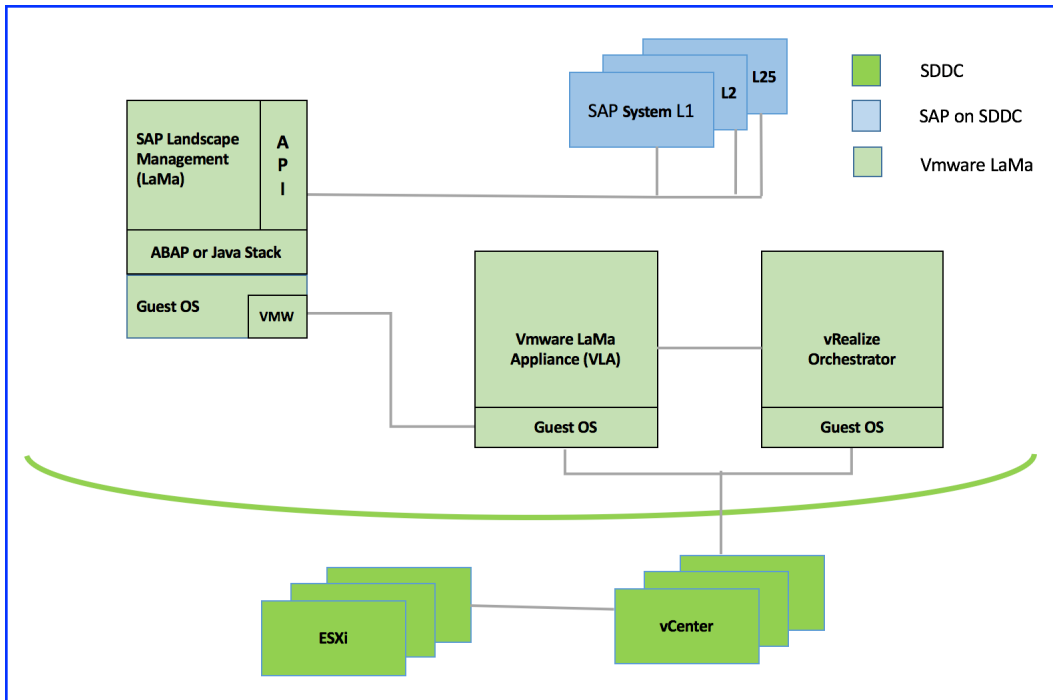 L25
L2
SAP System L1
SDDC
SAP on SDDC
Vmware LaMa
SAP Landscape
Management
(LaMa)
A
P
I
ABAP or Java Stack
Guest OS
VMW
Vmware LaMa
Appliance (VLA)
Guest OS
vRealize
Orchestrator
Guest OS
ESXi
vCenter